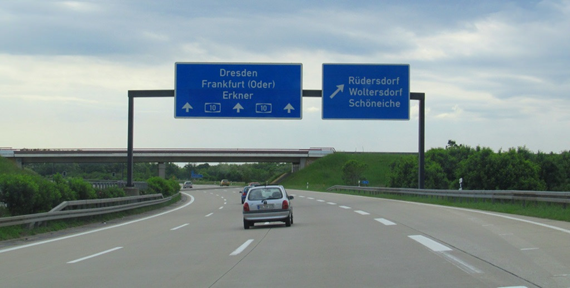 Dresden
Frankfurt (Oder)
Erkner
10 10
Rüdersdorf
Woltersdorf
Schöneiche